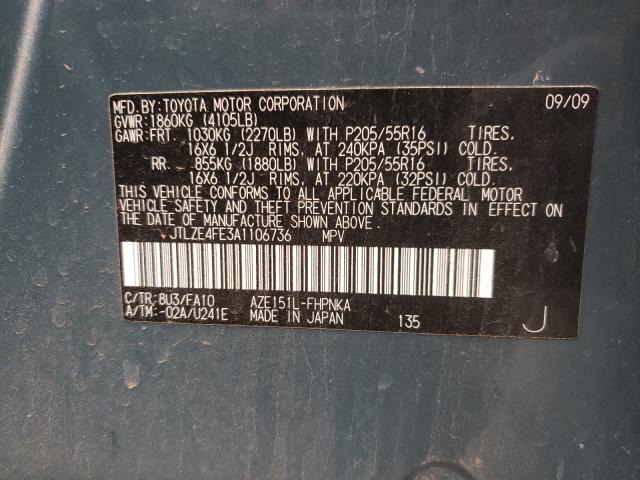 MFD. BY: TOYOTA MOTOR CORPORATION 09/09
GVWR: 1860KG (4105LB)
GAWR: FRT. 1030KG (2270LB) WITH P205/55R16 TIRES.
16X6 1/2J RIMS, AT 240KPA (35PSI) COLD.
RR. 855KG (1880LB) WITH P205/55R16 TIRES.
16X6 1/2J RIMS, AT 220KPA (32PSI) COLD.
THIS VEHICLE CONFORMS TO ALL APPLICABLE FEDERAL MOTOR
VEHICLE SAFETY AND THEFT PREVENTION STANDARDS IN EFFECT ON
THE DATE OF MANUFACTURE SHOWN ABOVE.
JTLZE4FE3A1106736 MPV
C/TR: 8U3/FA10 AZE151L-FHPNKA
A/TM: -02A/U241E MADE IN JAPAN 135 J